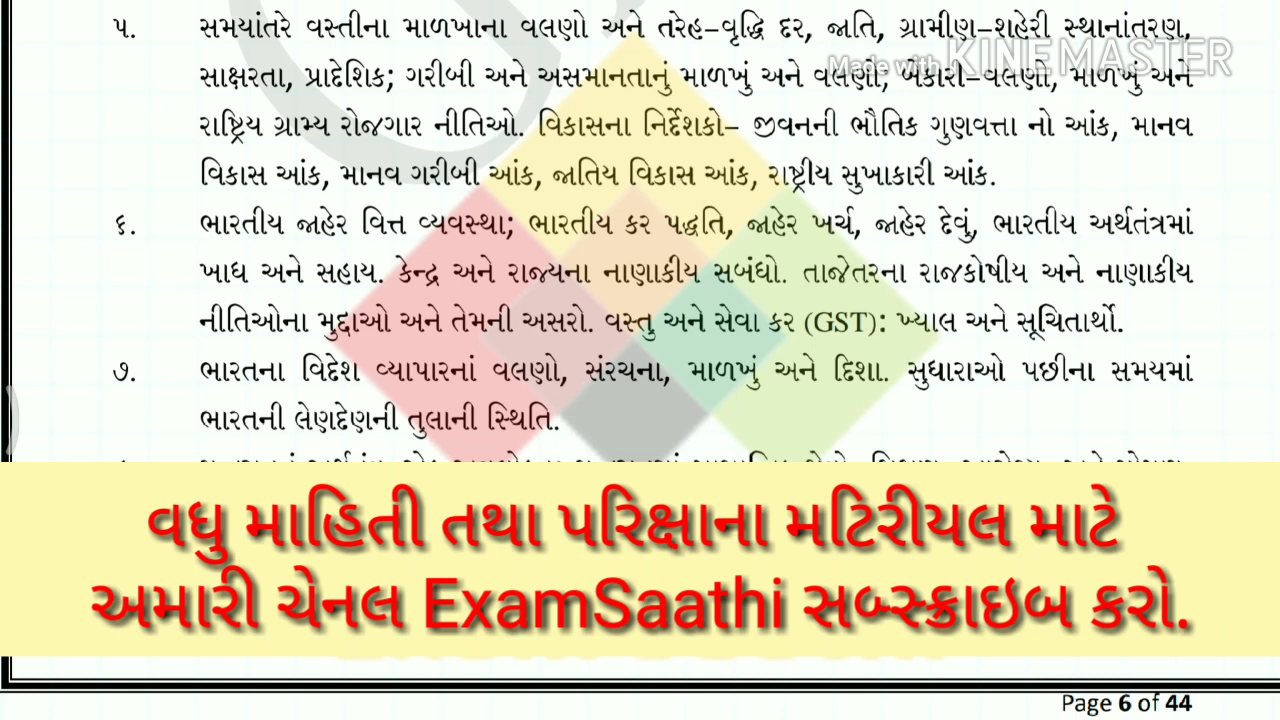 ૫. સમયાંતરે વસ્તીના માળખાના વલણો અને તરેહ–વૃદ્ધિ દર, જાતિ, ગ્રામીણ–શહેરી સ્થાનાંતરણ,
Made with KINEMASTER
સાક્ષરતા, પ્રાદેશિક; ગરીબી અને અસમાનતાનું માળખું અને વલણો; બેકારી–વલણો, માળખું અને
રાષ્ટ્રિય ગ્રામ્ય રોજગાર નીતિઓ. વિકાસના નિર્દેશકો– જીવનની ભૌતિક ગુણવત્તા નો આંક, માનવ
વિકાસ આંક, માનવ ગરીબી આંક, જાતિય વિકાસ આંક, રાષ્ટ્રીય સુખાકારી આંક.
૬. ભારતીય જાહેર વિત્ત વ્યવસ્થા; ભારતીય કર પદ્ધતિ, જાહેર ખર્ચ, જાહેર દેવું, ભારતીય અર્થતંત્રમાં
ખાધ અને સહાય. કેન્દ્ર અને રાજ્યના નાણાકીય સબંધો. તાજેતરના રાજકોષીય અને નાણાકીય
નીતિઓના મુદ્દાઓ અને તેમની અસરો. વસ્તુ અને સેવા કર (GST): ખ્યાલ અને સૂચિતાર્થો.
૭. ભારતના વિદેશ વ્યાપારનાં વલણો, સંરચના, માળખું અને દિશા. સુધારાઓ પછીના સમયમાં
ભારતની લેણદેણની તુલાની સ્થિતિ.
વધુ માહિતી તથા પરિક્ષાના મટિરીયલ માટે
અમારી ચેનલ ExamSaathi સબ્સ્ક્રાઇબ કરો.
Page 6 of 44